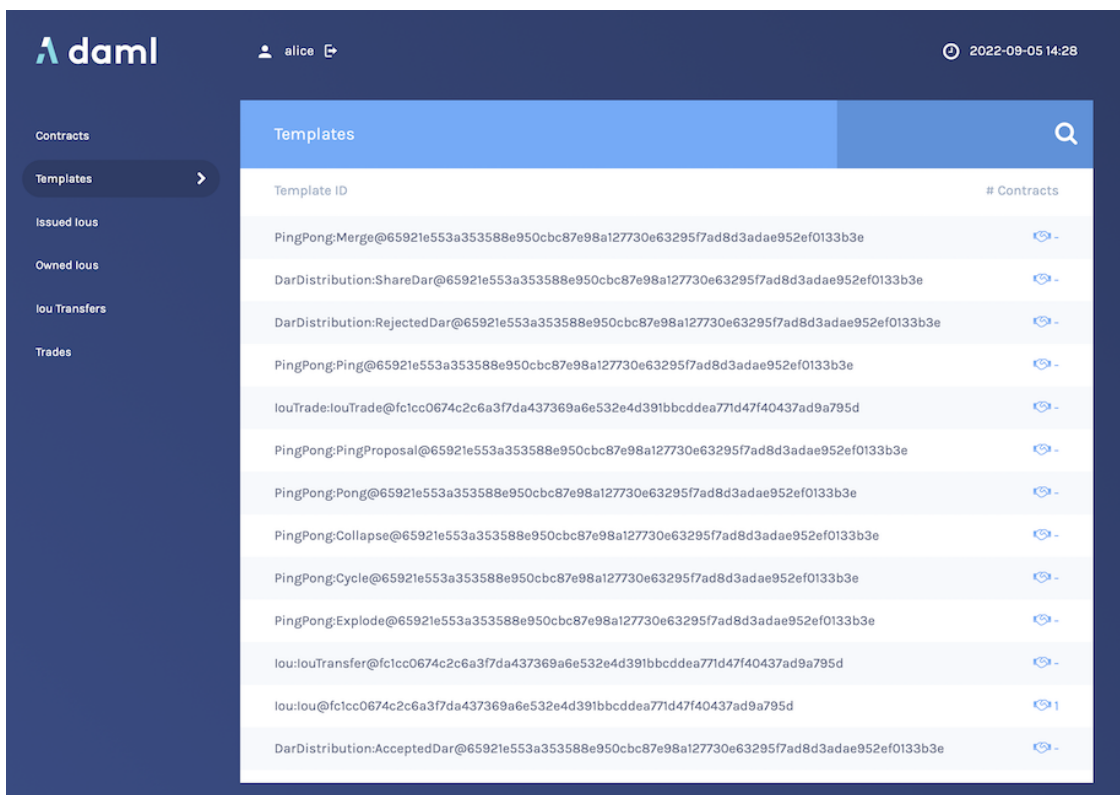 daml
alice
2022-09-05 14:28
Contracts
Templates
Issued Ious
Owned Ious
Iou Transfers
Trades
Templates
Template ID # Contracts
PingPong:Merge@65921e553a353588e950cbc87e98a127730e63295f7ad8d3adae952ef0133b3e -
DarDistribution:ShareDar@65921e553a353588e950cbc87e98a127730e63295f7ad8d3adae952ef0133b3e -
DarDistribution:RejectedDar@65921e553a353588e950cbc87e98a127730e63295f7ad8d3adae952ef0133b3e -
PingPong:Ping@65921e553a353588e950cbc87e98a127730e63295f7ad8d3adae952ef0133b3e -
IouTrade:IouTrade@fc1cc0674c2c6a3f7da437369a6e532e4d391bbcddea771d47f40437ad9a795d -
PingPong:PingProposal@65921e553a353588e950cbc87e98a127730e63295f7ad8d3adae952ef0133b3e -
PingPong:Pong@65921e553a353588e950cbc87e98a127730e63295f7ad8d3adae952ef0133b3e -
PingPong:Collapse@65921e553a353588e950cbc87e98a127730e63295f7ad8d3adae952ef0133b3e -
PingPong:Cycle@65921e553a353588e950cbc87e98a127730e63295f7ad8d3adae952ef0133b3e -
PingPong:Explode@65921e553a353588e950cbc87e98a127730e63295f7ad8d3adae952ef0133b3e -
Iou:IouTransfer@fc1cc0674c2c6a3f7da437369a6e532e4d391bbcddea771d47f40437ad9a795d -
Iou:Iou@fc1cc0674c2c6a3f7da437369a6e532e4d391bbcddea771d47f40437ad9a795d 1
DarDistribution:AcceptedDar@65921e553a353588e950cbc87e98a127730e63295f7ad8d3adae952ef0133b3e -